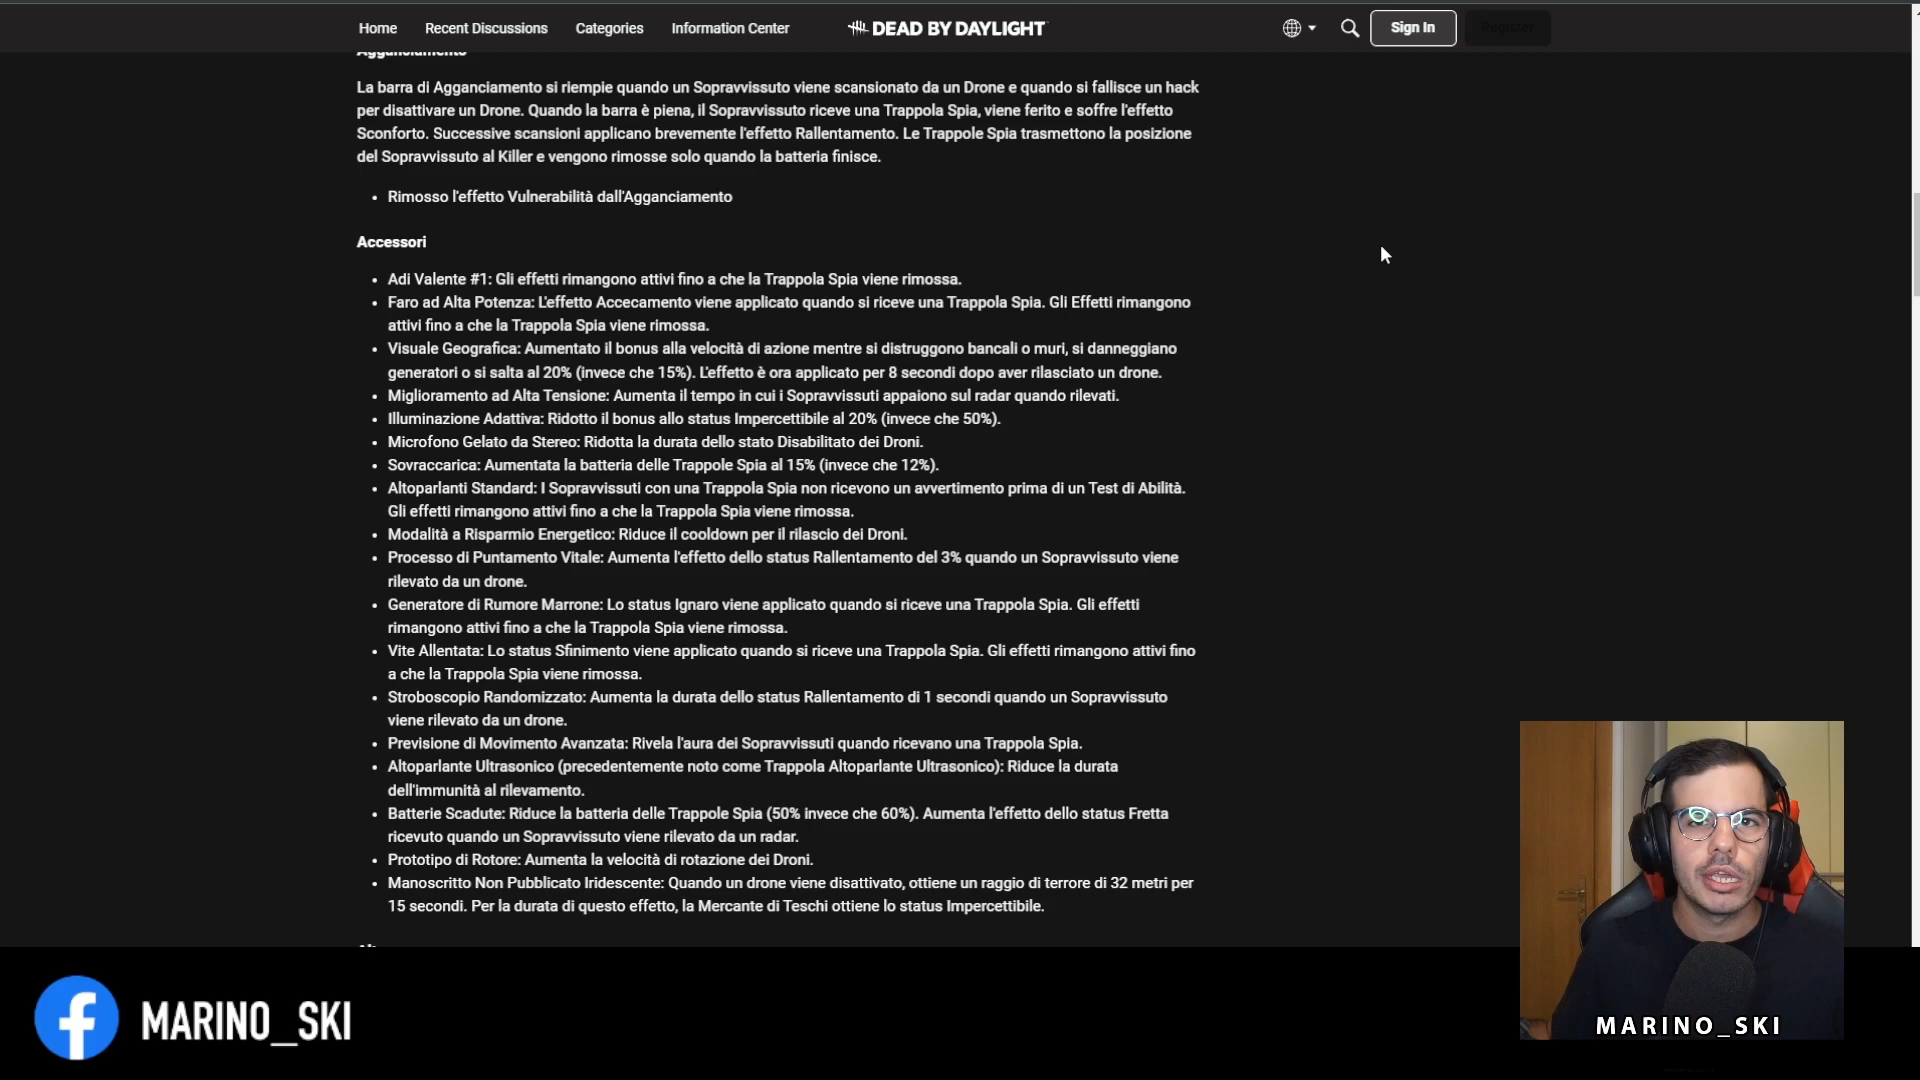 Home Recent Discussions Categories Information Center DEAD BY DAYLIGHT Sign In Register
Agganciamento
La barra di Agganciamento si riempie quando un Sopravvissuto viene scansionato da un Drone e quando si fallisce un hack
per disattivare un Drone. Quando la barra è piena, il Sopravvissuto riceve una Trappola Spia, viene ferito e soffre l'effetto
Sconforto. Successive scansioni applicano brevemente l'effetto Rallentamento. Le Trappole Spia trasmettono la posizione
del Sopravvissuto al Killer e vengono rimosse solo quando la batteria finisce.
• Rimosso l'effetto Vulnerabilità dall'Agganciamento
Accessori
• Adi Valente #1: Gli effetti rimangono attivi fino a che la Trappola Spia viene rimossa.
• Faro ad Alta Potenza: L'effetto Accecamento viene applicato quando si riceve una Trappola Spia. Gli Effetti rimangono
attivi fino a che la Trappola Spia viene rimossa.
• Visuale Geografica: Aumentato il bonus alla velocità di azione mentre si distruggono bancali o muri, si danneggiano
generatori o si salta al 20% (invece che 15%). L'effetto è ora applicato per 8 secondi dopo aver rilasciato un drone.
• Miglioramento ad Alta Tensione: Aumenta il tempo in cui i Sopravvissuti appaiono sul radar quando rilevati.
• Illuminazione Adattiva: Ridotto il bonus allo status Impercettibile al 20% (invece che 50%).
• Microfono Gelato da Stereo: Ridotta la durata dello stato Disabilitato dei Droni.
• Sovraccarica: Aumentata la batteria delle Trappole Spia al 15% (invece che 12%).
• Altoparlanti Standard: I Sopravvissuti con una Trappola Spia non ricevono un avvertimento prima di un Test di Abilità.
Gli effetti rimangono attivi fino a che la Trappola Spia viene rimossa.
• Modalità a Risparmio Energetico: Riduce il cooldown per il rilascio dei Droni.
• Processo di Puntamento Vitale: Aumenta l'effetto dello status Rallentamento del 3% quando un Sopravvissuto viene
rilevato da un drone.
• Generatore di Rumore Marrone: Lo status Ignaro viene applicato quando si riceve una Trappola Spia. Gli effetti
rimangono attivi fino a che la Trappola Spia viene rimossa.
• Vite Allentata: Lo status Sfinimento viene applicato quando si riceve una Trappola Spia. Gli effetti rimangono attivi fino
a che la Trappola Spia viene rimossa.
• Stroboscopio Randomizzato: Aumenta la durata dello status Rallentamento di 1 secondi quando un Sopravvissuto
viene rilevato da un drone.
• Previsione di Movimento Avanzata: Rivela l'aura dei Sopravvissuti quando ricevano una Trappola Spia.
• Altoparlante Ultrasonico (precedentemente noto come Trappola Altoparlante Ultrasonico): Riduce la durata
dell'immunità al rilevamento.
• Batterie Scadute: Riduce la batteria delle Trappole Spia (50% invece che 60%). Aumenta l'effetto dello status Fretta
ricevuto quando un Sopravvissuto viene rilevato da un radar.
• Prototipo di Rotore: Aumenta la velocità di rotazione dei Droni.
• Manoscritto Non Pubblicato Iridescente: Quando un drone viene disattivato, ottiene un raggio di terrore di 32 metri per
15 secondi. Per la durata di questo effetto, la Mercante di Teschi ottiene lo status Impercettibile.
MARINO_SKI
MARINO_SKI